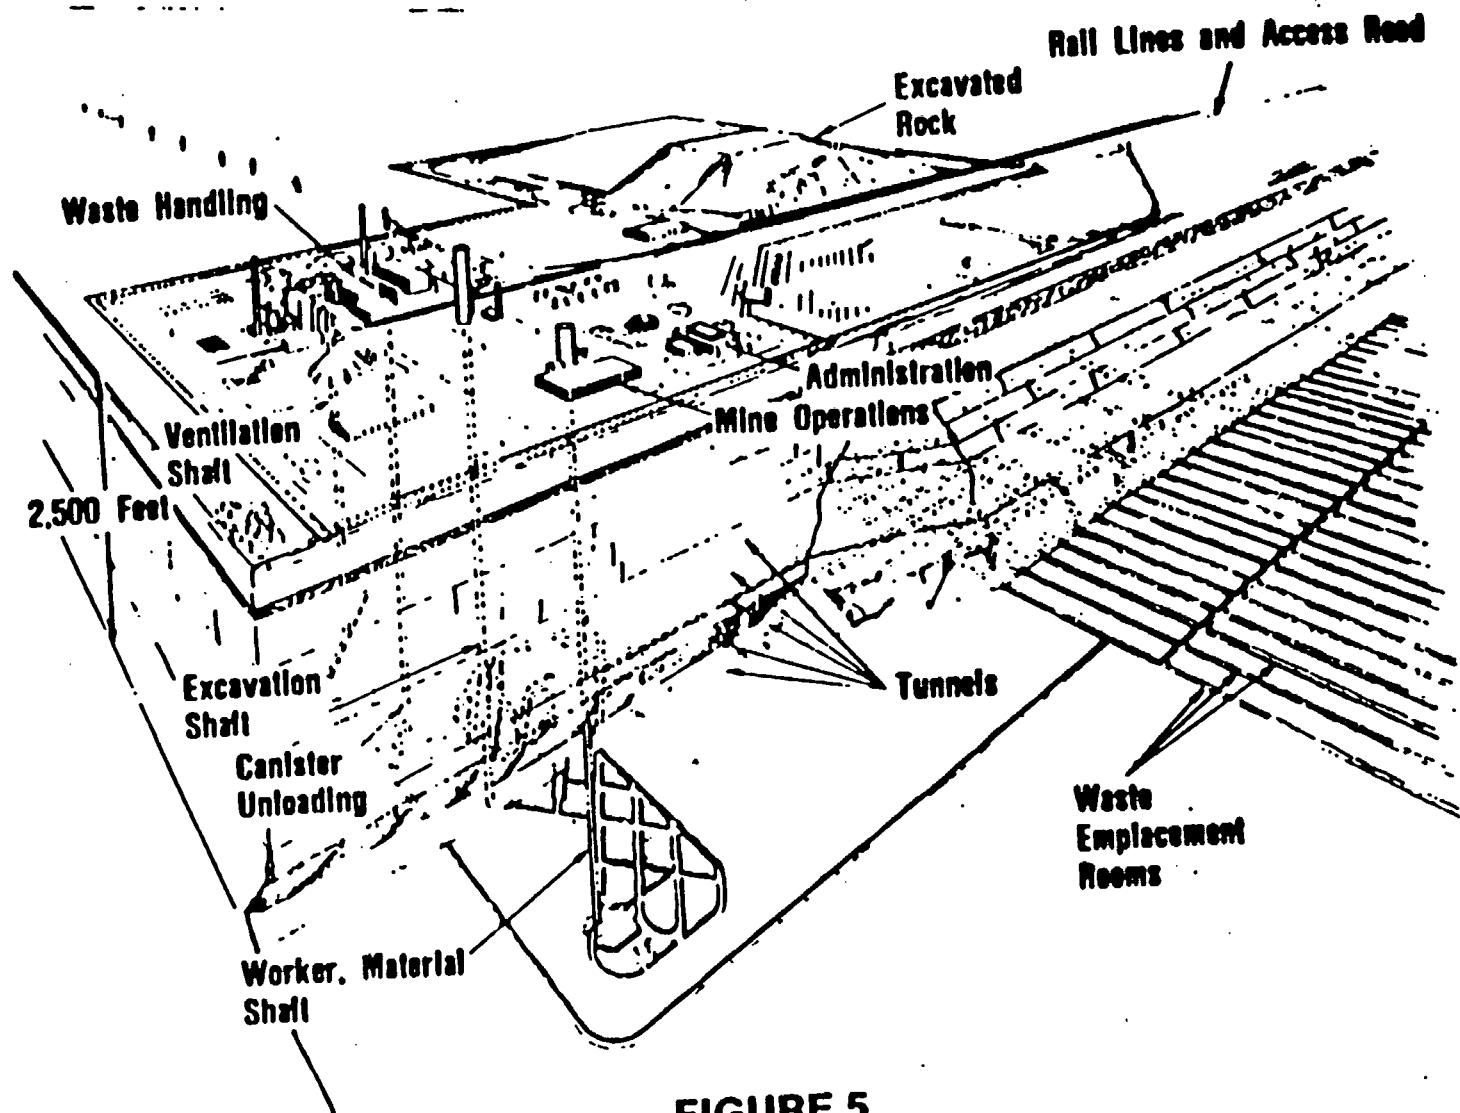 Rail Lines and Access Road
Excavated
Rock
Waste Handling
Administration
Mine Operations
Ventilation
Shaft
2,500 Feet
Excavation
Shaft
Tunnels
Canister
Unloading
Waste
Emplacement
Rooms
Worker, Material
Shaft
FIGURE 5